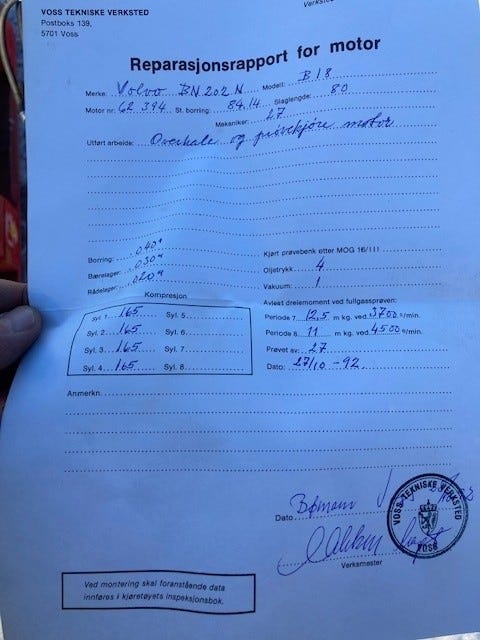 VOSS TEKNISKE VERKSTED
Postboks 139,
5701 Voss
Verksted
Reparasjonsrapport for motor
Merke: Volvo BN 202 N Modell: B18
Motor nr: 62 394 St. borring: 84.14 Slaglengde: 80
Mekaniker: 27
Utført arbeide: Overhale og prøvekjøre motor
Borring: 040"
Bærelager: 030"
Rådelager: 020"
Kjørt prøvebenk etter MOG 16/111
Oljetrykk: 4
Vakuum: 1
Kompresjon
Syl. 1 165 Syl. 5
Syl. 2 165 Syl. 6
Syl. 3 165 Syl. 7
Syl. 4 165 Syl. 8
Avlest dreiemoment ved fullgassprøven:
Periode 7 12,5 m kg. ved 3700 o/min.
Periode 8 11 m kg. ved 4500 o/min.
Prøvet av: 27
Dato: 27/10 -92
Anmerkn.
Dato
VOSS TEKNISKE VERKSTED
VOSS
Verksmester
Ved montering skal foranstående data
innføres i kjøretøyets inspeksjonsbok.